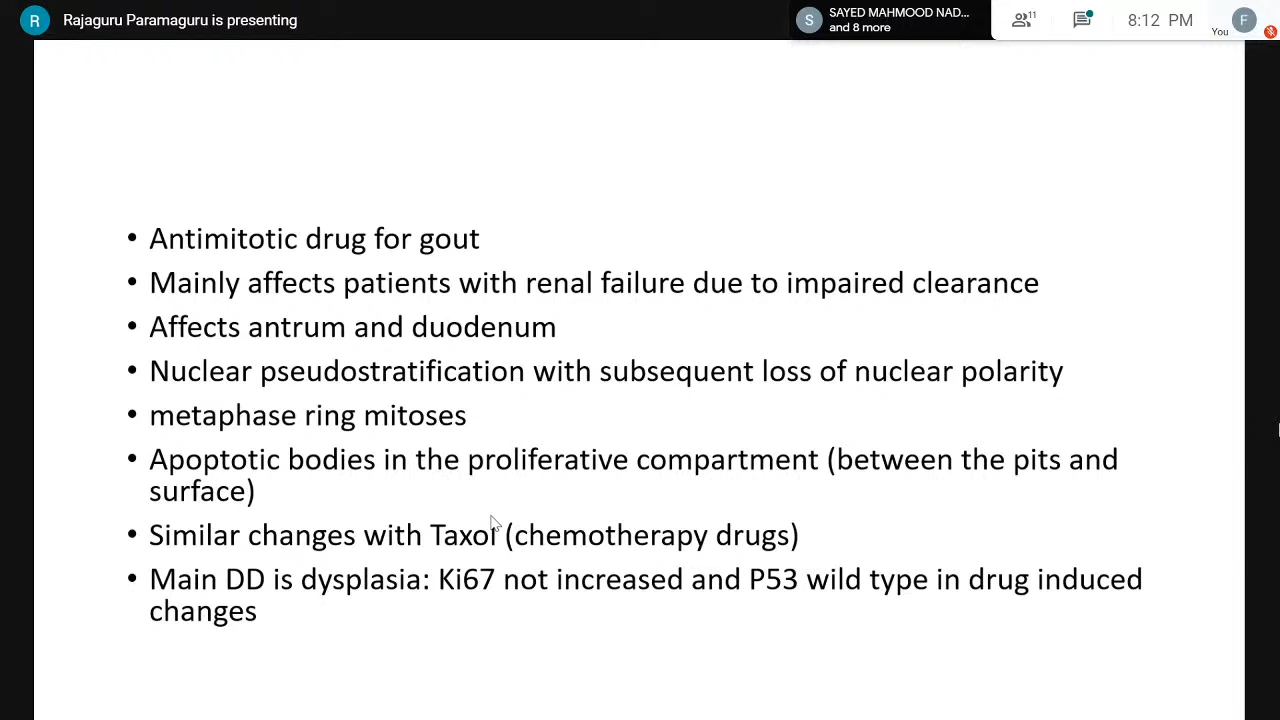 R Rajaguru Paramaguru is presenting
S SAYED MAHMOOD NAD...
and 8 more
11
8:12 PM
You
F
• Antimitotic drug for gout
• Mainly affects patients with renal failure due to impaired clearance
• Affects antrum and duodenum
• Nuclear pseudostratification with subsequent loss of nuclear polarity
• metaphase ring mitoses
• Apoptotic bodies in the proliferative compartment (between the pits and
surface)
• Similar changes with Taxol (chemotherapy drugs)
• Main DD is dysplasia: Ki67 not increased and P53 wild type in drug induced
changes